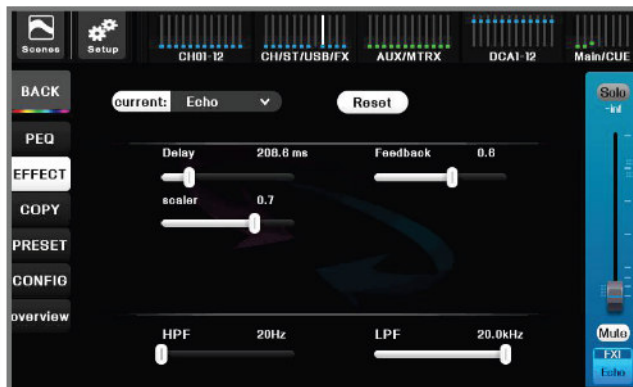 Scenes
Setup
CH01-12
CH/ST/USB/FX
AUX/MTRX
DCA1-12
Main/CUE
BACK
current:
Echo
Reset
Solo
-inf
PEQ
Delay
208.6 ms
Feedback
0.6
EFFECT
scaler
0.7
COPY
PRESET
CONFIG
overview
HPF
20Hz
LPF
20.0kHz
Mute
FX1
Echo